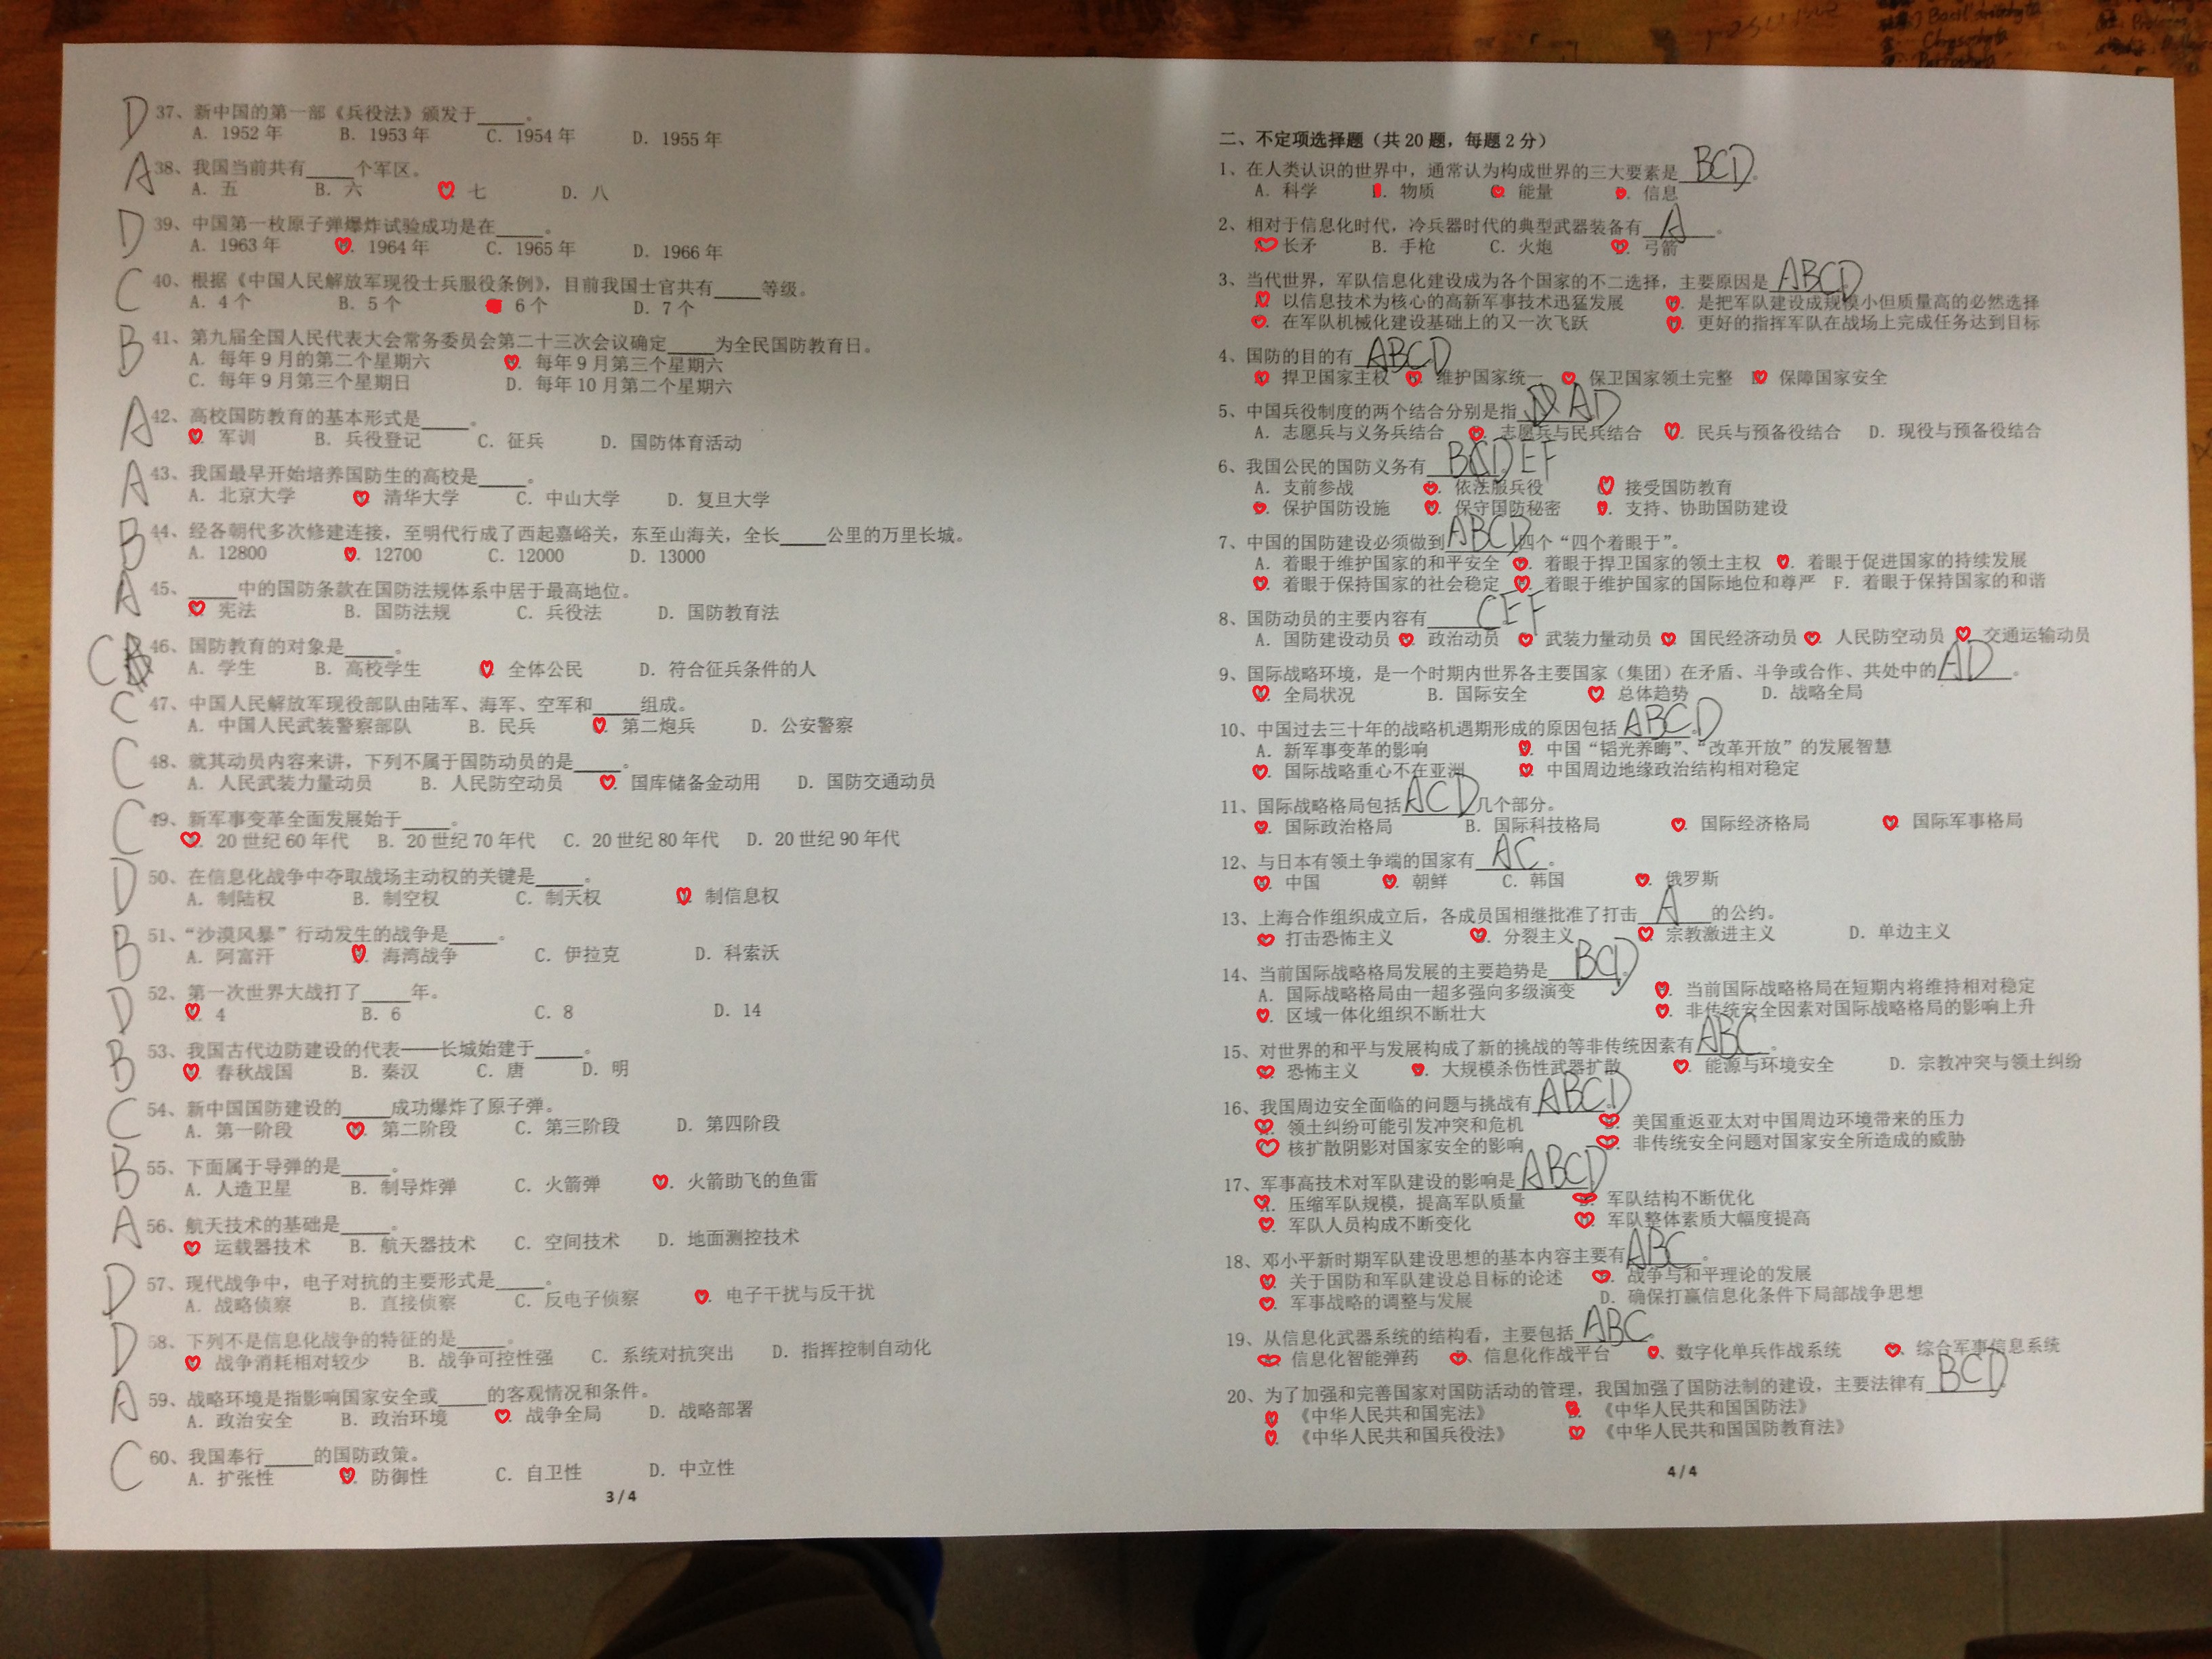 D 37、新中国的第一部《兵役法》颁发于____。
A. 1952 年 B. 1953 年 C. 1954 年 D. 1955 年
A 38、我国当前共有____个军区。
A. 五 B. 六 七 D. 八
D 39、中国第一枚原子弹爆炸试验成功是在____。
A. 1963 年 1964 年 C. 1965 年 D. 1966 年
C 40、根据《中国人民解放军现役士兵服役条例》，目前我国士官共有____等级。
A. 4 个 B. 5 个 6 个 D. 7 个
B 41、第九届全国人民代表大会常务委员会第二十三次会议确定____为全民国防教育日。
A. 每年 9 月的第二个星期六 每年 9 月第三个星期六
C. 每年 9 月第三个星期日 D. 每年 10 月第二个星期六
A 42、高校国防教育的基本形式是____。
军训 B. 兵役登记 C. 征兵 D. 国防体育活动
A 43、我国最早开始培养国防生的高校是____。
A. 北京大学 清华大学 C. 中山大学 D. 复旦大学
B 44、经各朝代多次修建连接，至明代行成了西起嘉峪关，东至山海关，全长____公里的万里长城。
A. 12800 12700 C. 12000 D. 13000
A 45、____中的国防条款在国防法规体系中居于最高地位。
宪法 B. 国防法规 C. 兵役法 D. 国防教育法
C 46、国防教育的对象是____。
A. 学生 B. 高校学生 全体公民 D. 符合征兵条件的人
C 47、中国人民解放军现役部队由陆军、海军、空军和____组成。
A. 中国人民武装警察部队 B. 民兵 第二炮兵 D. 公安警察
C 48、就其动员内容来讲，下列不属于国防动员的是____。
A. 人民武装力量动员 B. 人民防空动员 国库储备金动用 D. 国防交通动员
C 49、新军事变革全面发展始于____。
20 世纪 60 年代 B. 20 世纪 70 年代 C. 20 世纪 80 年代 D. 20 世纪 90 年代
D 50、在信息化战争中夺取战场主动权的关键是____。
A. 制陆权 B. 制空权 C. 制天权 制信息权
B 51、“沙漠风暴”行动发生的战争是____。
A. 阿富汗 海湾战争 C. 伊拉克 D. 科索沃
D 52、第一次世界大战打了____年。
4 B. 6 C. 8 D. 14
B 53、我国古代边防建设的代表——长城始建于____。
春秋战国 B. 秦汉 C. 唐 D. 明
C 54、新中国国防建设的____成功爆炸了原子弹。
A. 第一阶段 第二阶段 C. 第三阶段 D. 第四阶段
B 55、下面属于导弹的是____。
A. 人造卫星 B. 制导炸弹 C. 火箭弹 火箭助飞的鱼雷
A 56、航天技术的基础是____。
运载器技术 B. 航天器技术 C. 空间技术 D. 地面测控技术
D 57、现代战争中，电子对抗的主要形式是____。
A. 战略侦察 B. 直接侦察 C. 反电子侦察 电子干扰与反干扰
D 58、下列不是信息化战争的特征的是____。
战争消耗相对较少 B. 战争可控性强 C. 系统对抗突出 D. 指挥控制自动化
A 59、战略环境是指影响国家安全或____的客观情况和条件。
A. 政治安全 B. 政治环境 战争全局 D. 战略部署
C 60、我国奉行____的国防政策。
A. 扩张性 防御性 C. 自卫性 D. 中立性
3 / 4
二、不定项选择题（共 20 题，每题 2 分）
1、在人类认识的世界中，通常认为构成世界的三大要素是 BCD 。
A. 科学 物质 能量 信息
2、相对于信息化时代，冷兵器时代的典型武器装备有 A 。
长矛 B. 手枪 C. 火炮 弓箭
3、当代世界，军队信息化建设成为各个国家的不二选择，主要原因是 ABCD 。
以信息技术为核心的高新军事技术迅猛发展 是把军队建设成规模小但质量高的必然选择
在军队机械化建设基础上的又一次飞跃 更好的指挥军队在战场上完成任务达到目标
4、国防的目的有 ABCD
捍卫国家主权 维护国家统一 保卫国家领土完整 保障国家安全
5、中国兵役制度的两个结合分别是指 AD
A. 志愿兵与义务兵结合 志愿兵与民兵结合 民兵与预备役结合 D. 现役与预备役结合
6、我国公民的国防义务有 BCDEF
A. 支前参战 依法服兵役 接受国防教育
保护国防设施 保守国防秘密 支持、协助国防建设
7、中国的国防建设必须做到 ABCD 四个“四个着眼于”。
A. 着眼于维护国家的和平安全 着眼于捍卫国家的领土主权 着眼于促进国家的持续发展
着眼于保持国家的社会稳定 着眼于维护国家的国际地位和尊严 F. 着眼于保持国家的和谐
8、国防动员的主要内容有 CEF
A. 国防建设动员 政治动员 武装力量动员 国民经济动员 人民防空动员 交通运输动员
9、国际战略环境，是一个时期内世界各主要国家（集团）在矛盾、斗争或合作、共处中的 AD 。
全局状况 B. 国际安全 总体趋势 D. 战略全局
10、中国过去三十年的战略机遇期形成的原因包括 ABCD 。
A. 新军事变革的影响 中国“韬光养晦”、“改革开放”的发展智慧
国际战略重心不在亚洲 中国周边地缘政治结构相对稳定
11、国际战略格局包括 ACD 几个部分。
国际政治格局 B. 国际科技格局 国际经济格局 国际军事格局
12、与日本有领土争端的国家有 AC 。
中国 朝鲜 C. 韩国 俄罗斯
13、上海合作组织成立后，各成员国相继批准了打击 A 的公约。
打击恐怖主义 分裂主义 宗教激进主义 D. 单边主义
14、当前国际战略格局发展的主要趋势是 BCD 。
A. 国际战略格局由一超多强向多级演变 当前国际战略格局在短期内将维持相对稳定
区域一体化组织不断壮大 非传统安全因素对国际战略格局的影响上升
15、对世界的和平与发展构成了新的挑战的等非传统因素有 ABC 。
恐怖主义 大规模杀伤性武器扩散 能源与环境安全 D. 宗教冲突与领土纠纷
16、我国周边安全面临的问题与挑战有 ABCD 。
领土纠纷可能引发冲突和危机 美国重返亚太对中国周边环境带来的压力
核扩散阴影对国家安全的影响 非传统安全问题对国家安全所造成的威胁
17、军事高技术对军队建设的影响是 ABCD 。
压缩军队规模，提高军队质量 军队结构不断优化
军队人员构成不断变化 军队整体素质大幅度提高
18、邓小平新时期军队建设思想的基本内容主要有 ABC 。
关于国防和军队建设总目标的论述 战争与和平理论的发展
军事战略的调整与发展 D. 确保打赢信息化条件下局部战争思想
19、从信息化武器系统的结构看，主要包括 ABC 。
信息化智能弹药 、信息化作战平台 、数字化单兵作战系统 、综合军事信息系统
20、为了加强和完善国家对国防活动的管理，我国加强了国防法制的建设，主要法律有 BCD 。
《中华人民共和国宪法》 《中华人民共和国国防法》
《中华人民共和国兵役法》 《中华人民共和国国防教育法》
4 / 4